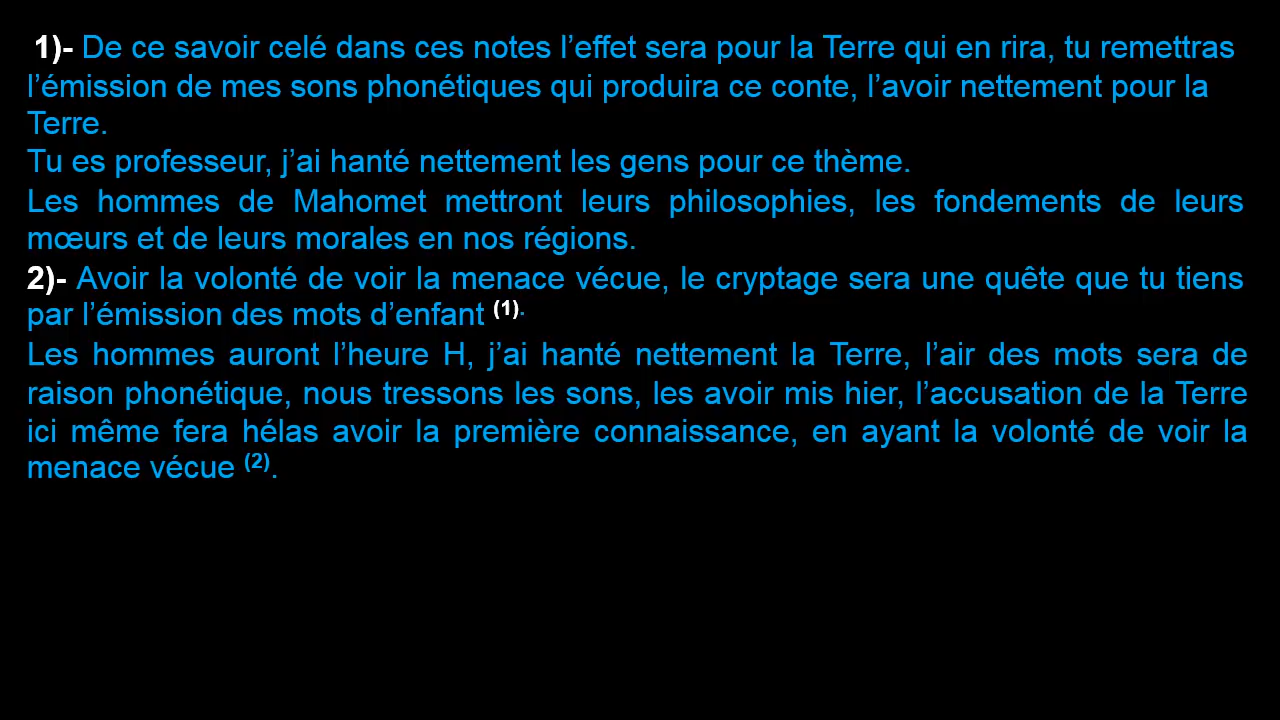 1)- De ce savoir celé dans ces notes l’effet sera pour la Terre qui en rira, tu remettras
l’émission de mes sons phonétiques qui produira ce conte, l’avoir nettement pour la
Terre.
Tu es professeur, j’ai hanté nettement les gens pour ce thème.
Les hommes de Mahomet mettront leurs philosophies, les fondements de leurs
mœurs et de leurs morales en nos régions.
2)- Avoir la volonté de voir la menace vécue, le cryptage sera une quête que tu tiens
par l’émission des mots d’enfant (1).
Les hommes auront l’heure H, j’ai hanté nettement la Terre, l’air des mots sera de
raison phonétique, nous tressons les sons, les avoir mis hier, l’accusation de la Terre
ici même fera hélas avoir la première connaissance, en ayant la volonté de voir la
menace vécue (2).